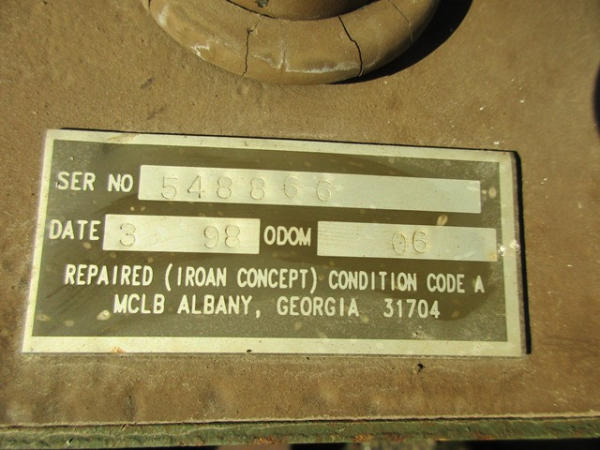 SER NO 548866
DATE 3 98 ODOM 06
REPAIRED (IROAN CONCEPT) CONDITION CODE A
MCLB ALBANY, GEORGIA 31704